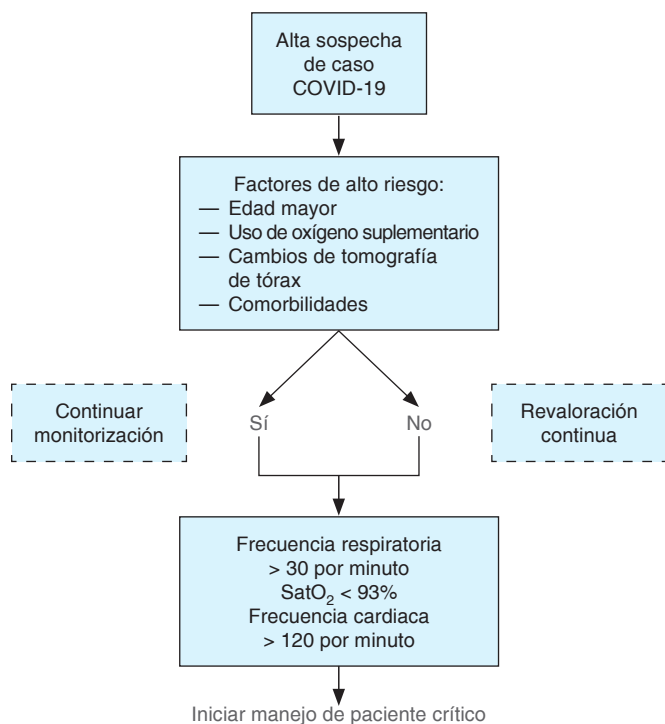 Alta sospecha
de caso
COVID-19
Factores de alto riesgo:
— Edad mayor
— Uso de oxígeno suplementario
— Cambios de tomografía
de tórax
— Comorbilidades
Continuar
monitorización
Sí
No
Revaloración
continua
Frecuencia respiratoria
> 30 por minuto
SatO₂ < 93%
Frecuencia cardiaca
> 120 por minuto
Iniciar manejo de paciente crítico